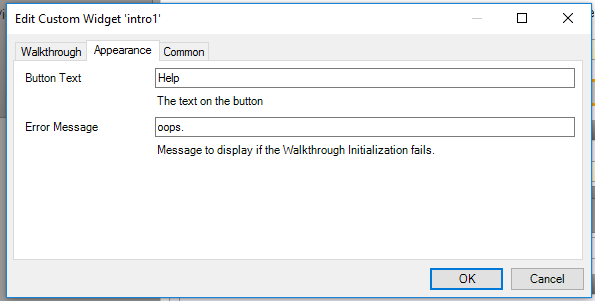 Edit Custom Widget 'intro1'
Walkthrough Appearance Common
Button Text Help
The text on the button
Error Message oops.
Message to display if the Walkthrough Initialization fails.
OK Cancel